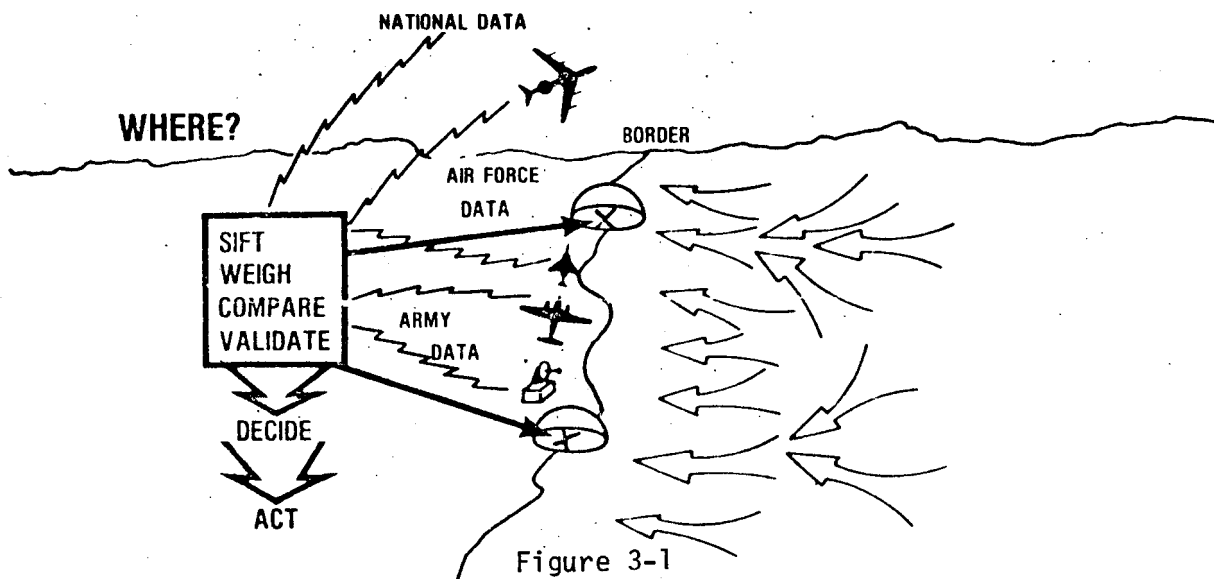 NATIONAL DATA
WHERE?
BORDER
AIR FORCE
DATA
SIFT
WEIGH
COMPARE
VALIDATE
ARMY
DATA
DECIDE
ACT
Figure 3-1